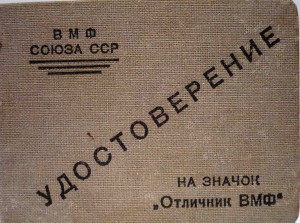 ВМФ
СОЮЗА ССР
УДОСТОВЕРЕНИЕ
НА ЗНАЧОК
„Отличник ВМФ“